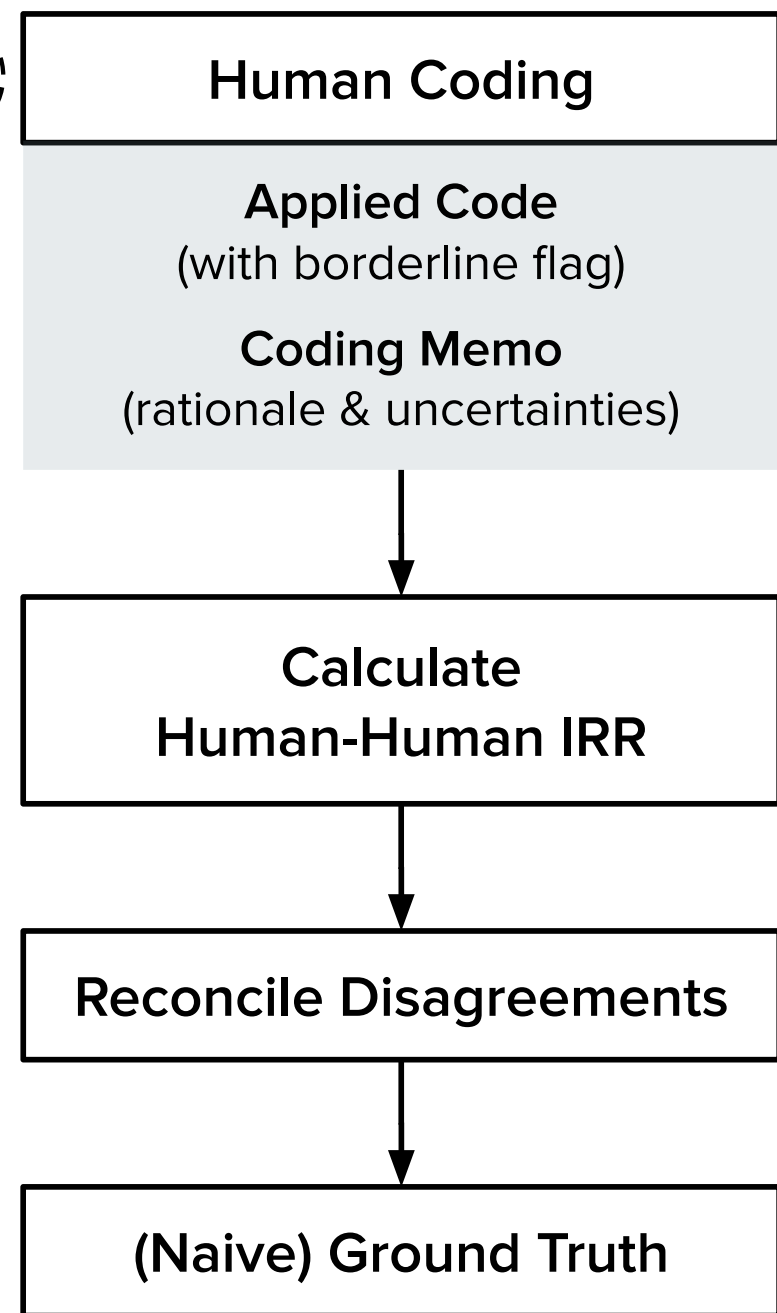 Human Coding
Applied Code
(with borderline flag)
Coding Memo
(rationale & uncertainties)
Calculate
Human-Human IRR
Reconcile Disagreements
(Naive) Ground Truth